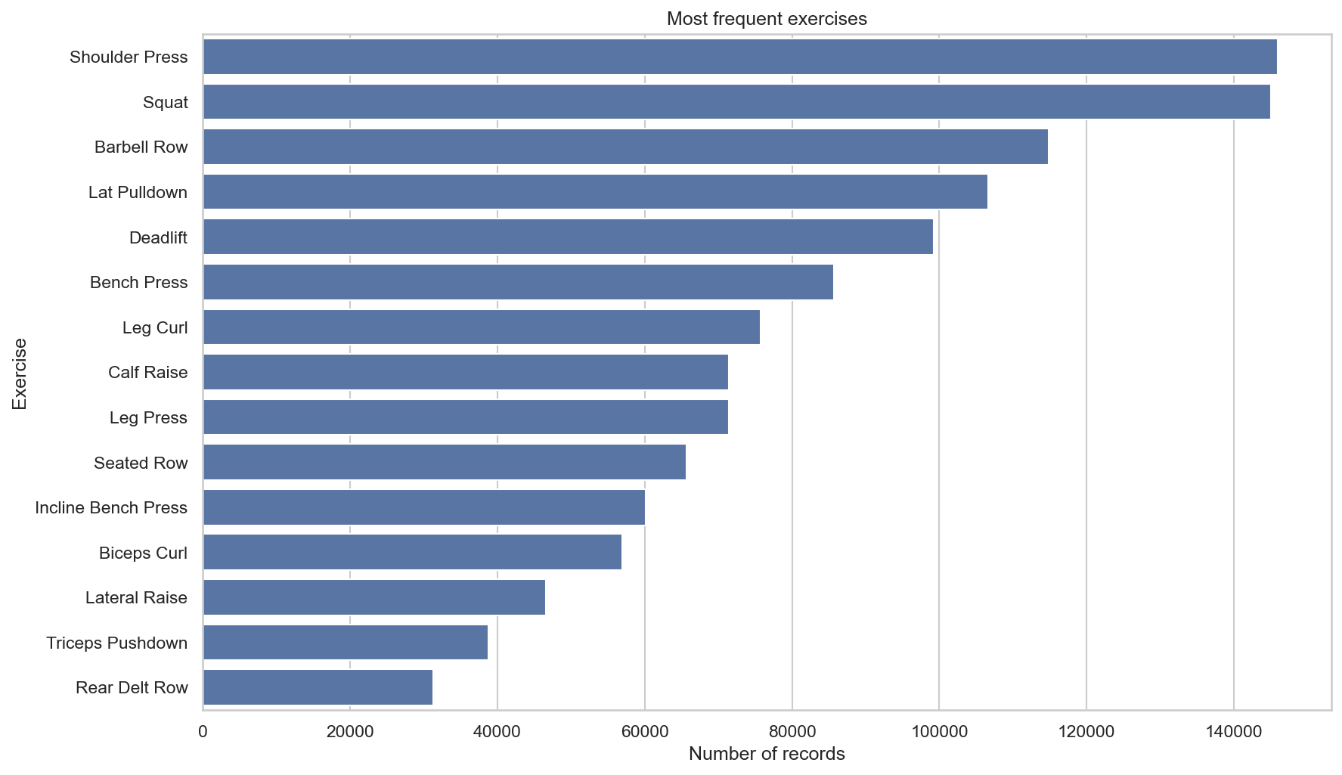 Most frequent exercises
Shoulder Press
Squat
Barbell Row
Lat Pulldown
Deadlift
Bench Press
Leg Curl
Calf Raise
Leg Press
Seated Row
Incline Bench Press
Biceps Curl
Lateral Raise
Triceps Pushdown
Rear Delt Row
Exercise
0 20000 40000 60000 80000 100000 120000 140000
Number of records